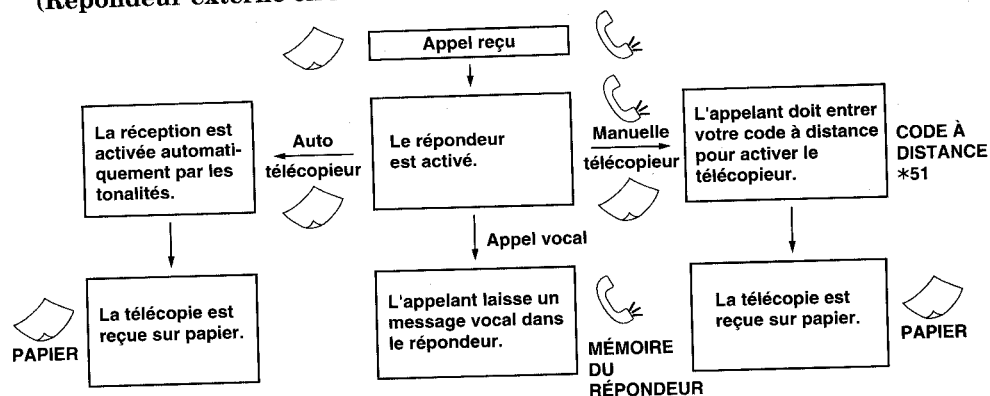 (Répondeur externe en
Appel reçu
La réception est
activée automati-
quement par les
tonalités.
Auto
télécopieur
Le répondeur
est activé.
Manuelle
télécopieur
L'appelant doit entrer
votre code à distance
pour activer le
télécopieur.
CODE À
DISTANCE
*51
Appel vocal
La télécopie est
reçue sur papier.
PAPIER
L'appelant laisse un
message vocal dans
le répondeur.
MÉMOIRE
DU
RÉPONDEUR
La télécopie est
reçue sur papier.
PAPIER